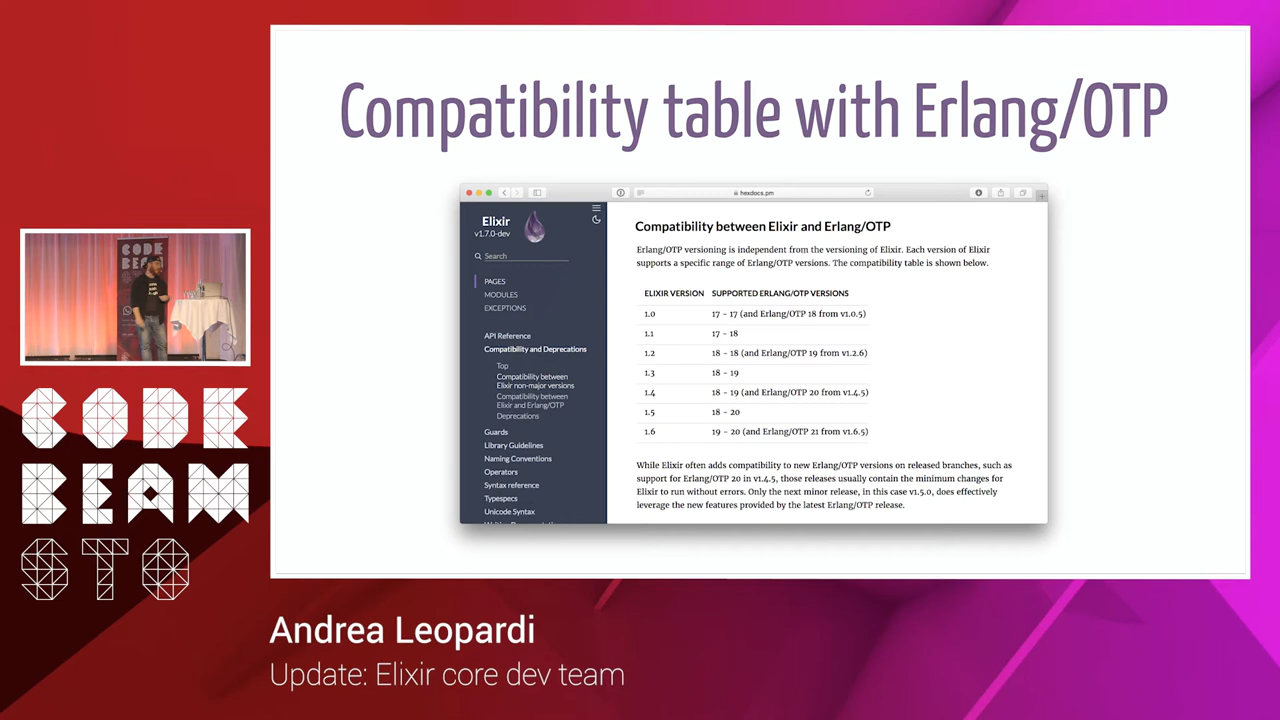 Compatibility table with Erlang/OTP
hexdocs.pm
Elixir
v1.7.0-dev
Search
PAGES
MODULES
EXCEPTIONS
API Reference
Compatibility and Deprecations
Top
Compatibility between
Elixir non-major versions
Compatibility between
Elixir and Erlang/OTP
Deprecations
Guards
Library Guidelines
Naming Conventions
Operators
Syntax reference
Typespecs
Unicode Syntax
Compatibility between Elixir and Erlang/OTP
Erlang/OTP versioning is independent from the versioning of Elixir. Each version of Elixir
supports a specific range of Erlang/OTP versions. The compatibility table is shown below.
ELIXIR VERSION SUPPORTED ERLANG/OTP VERSIONS
1.0 17 – 17 (and Erlang/OTP 18 from v1.0.5)
1.1 17 – 18
1.2 18 – 18 (and Erlang/OTP 19 from v1.2.6)
1.3 18 – 19
1.4 18 – 19 (and Erlang/OTP 20 from v1.4.5)
1.5 18 – 20
1.6 19 – 20 (and Erlang/OTP 21 from v1.6.5)
While Elixir often adds compatibility to new Erlang/OTP versions on released branches, such as
support for Erlang/OTP 20 in v1.4.5, those releases usually contain the minimum changes for
Elixir to run without errors. Only the next minor release, in this case v1.5.0, does effectively
leverage the new features provided by the latest Erlang/OTP release.
CODE
BEAM
CODE
BEAM
STO
Andrea Leopardi
Update: Elixir core dev team